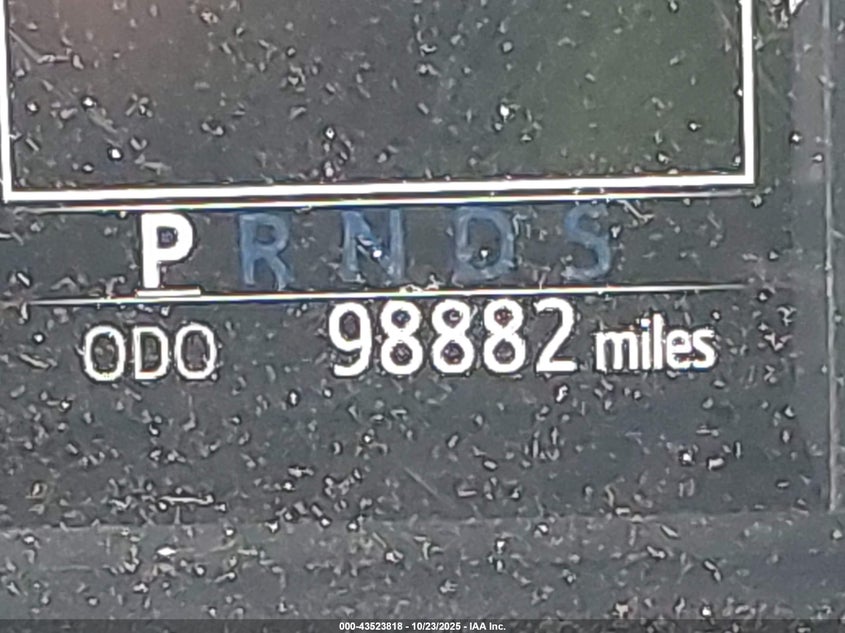 P R N D S
ODO 98882 miles
000-43523818 - 10/23/2025 - IAA Inc.